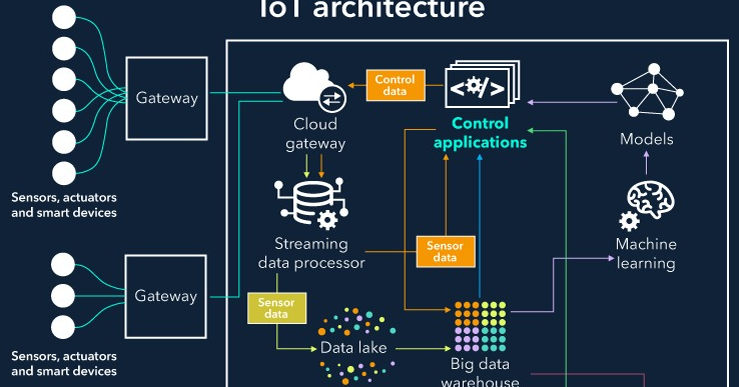 IoT architecture
Gateway
Sensors, actuators
and smart devices
Gateway
Sensors, actuators
and smart devices
Cloud
gateway
Control
data
Control
applications
Models
Streaming
data processor
Sensor
data
Machine
learning
Sensor
data
Data lake
Big data
warehouse